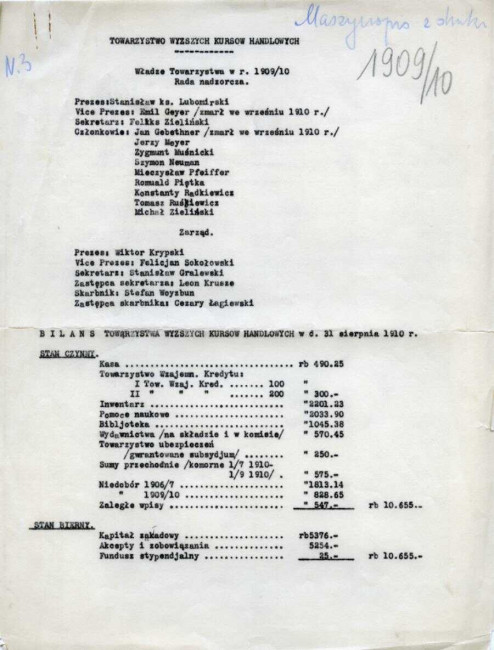 Maszynopis z druku
N.3
1909/10
TOWARZYSTWO WYŻSZYCH KURSÓW HANDLOWYCH
Władze Towarzystwa w r. 1909/10
Rada nadzorcza.
Prezes:Stanisław ks. Lubomirski
Vice Prezes: Emil Geyer /zmarł we wrześniu 1910 r./
Sekretarz: Feliks Zieliński
Członkowie: Jan Gebethner /zmarł we wrześniu 1910 r./
Jerzy Meyer
Zygmunt Muśnicki
Szymon Neuman
Mieczysław Pfeiffer
Romuald Piętka
Konstanty Radkiewicz
Tomasz Ruśkiewicz
Michał Zieliński
Zarząd.
Prezes: Wiktor Krypski
Vice Prezes: Felicjan Sokołowski
Sekretarz: Stanisław Gralewski
Zastępca sekretarza: Leon Krusze
Skarbnik: Stefan Woyzbun
Zastępca skarbnika: Cezary Łagiewski
B I L A N S TOWARZYSTWA WYŻSZYCH KURSÓW HANDLOWYCH w d. 31 sierpnia 1910 r.
STAN CZYNNY.
Kasa .................................. rb 490.25
Towarzystwo Wzajemn. Kredytu:
I Tow. Wzaj. Kred. ....... 100 "
II " " " ....... 200 " 300.-
Inwentarz ............................. "2201.23
Pomoce naukowe ........................ "2033.90
Bibljoteka ............................ "1045.38
Wydawnictwa /na składzie i w komisie/ " 570.45
Towarzystwo ubezpieczeń
/gwrantowane subsydjum/ ....... " 250.-
Sumy przechodnie /komorne 1/7 1910-
1/9 1910/ . " 575.-
Niedobór 1906/7 ....................... "1813.14
" 1909/10 ...................... " 828.65
Zaległe wpisy ......................... " 547.- rb 10.655.-
STAN BIERNY.
Kapitał zakadowy ................... rb5376.-
Akcepty i zobowiązania ............. 5254.-
Fundusz stypendjalny ............... 25.- rb 10.655.-